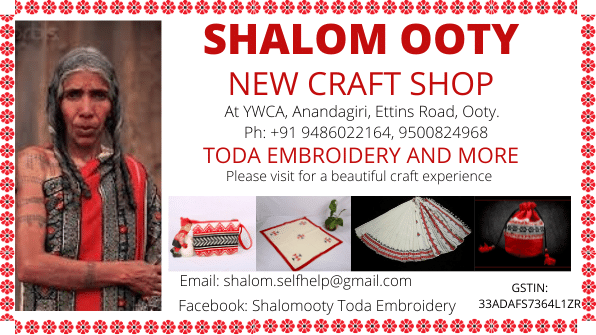 SHALOM OOTY
NEW CRAFT SHOP
At YWCA, Anandagiri, Ettins Road, Ooty.
Ph: +91 9486022164, 9500824968
TODA EMBROIDERY AND MORE
Please visit for a beautiful craft experience
Email: shalom.selfhelp@gmail.com
Facebook: Shalomooty Toda Embroidery
GSTIN:
33ADAFS7364L1ZR